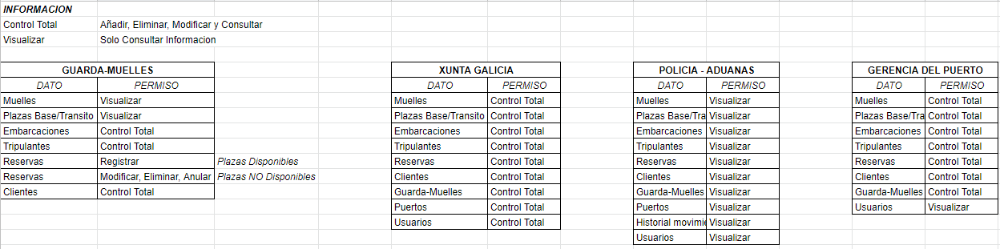 INFORMACION
Control Total Añadir, Eliminar, Modificar y Consultar
Visualizar Solo Consultar Informacion
GUARDA-MUELLES
DATO PERMISO
Muelles Visualizar
Plazas Base/Transito Visualizar
Embarcaciones Control Total
Tripulantes Control Total
Reservas Registrar Plazas Disponibles
Reservas Modificar, Eliminar, Anular Plazas NO Disponibles
Clientes Control Total
XUNTA GALICIA
DATO PERMISO
Muelles Control Total
Plazas Base/Transito Control Total
Embarcaciones Control Total
Tripulantes Control Total
Reservas Control Total
Clientes Control Total
Guarda-Muelles Control Total
Puertos Control Total
Usuarios Control Total
POLICIA - ADUANAS
DATO PERMISO
Muelles Visualizar
Plazas Base/Tra Visualizar
Embarcaciones Visualizar
Tripulantes Visualizar
Reservas Visualizar
Clientes Visualizar
Guarda-Muelles Visualizar
Puertos Visualizar
Historial movimie Visualizar
Usuarios Visualizar
GERENCIA DEL PUERTO
DATO PERMISO
Muelles Control Total
Plazas Base/Tra Control Total
Embarcaciones Control Total
Tripulantes Control Total
Reservas Control Total
Clientes Control Total
Guarda-Muelles Control Total
Usuarios Visualizar